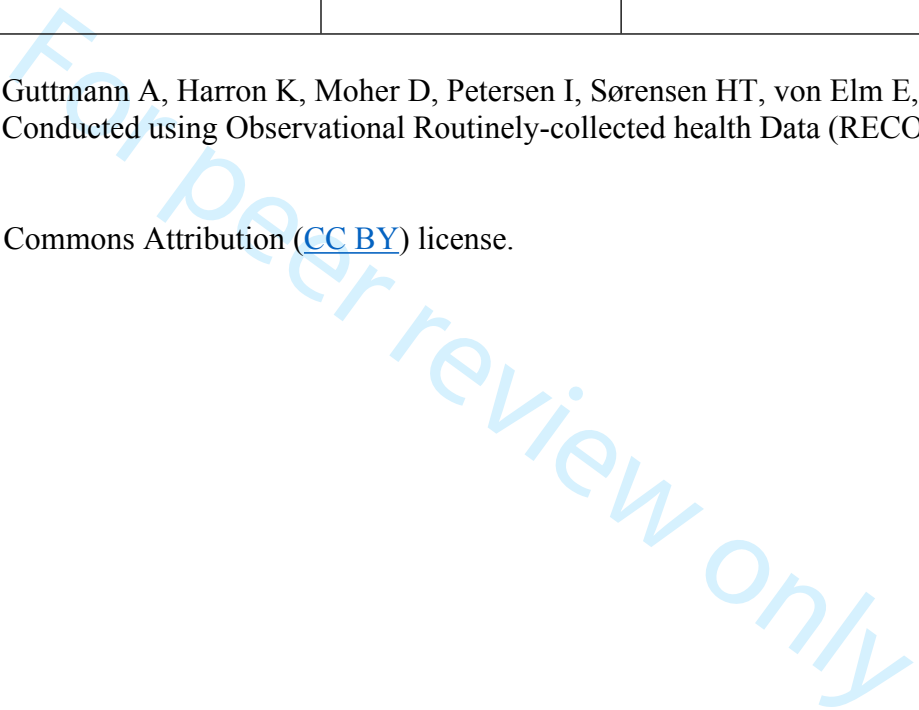 Guttmann A, Harron K, Moher D, Petersen I, Sørensen HT, von Elm E,
Conducted using Observational Routinely-collected health Data (RECO
Commons Attribution (CC BY) license.
For peer review only